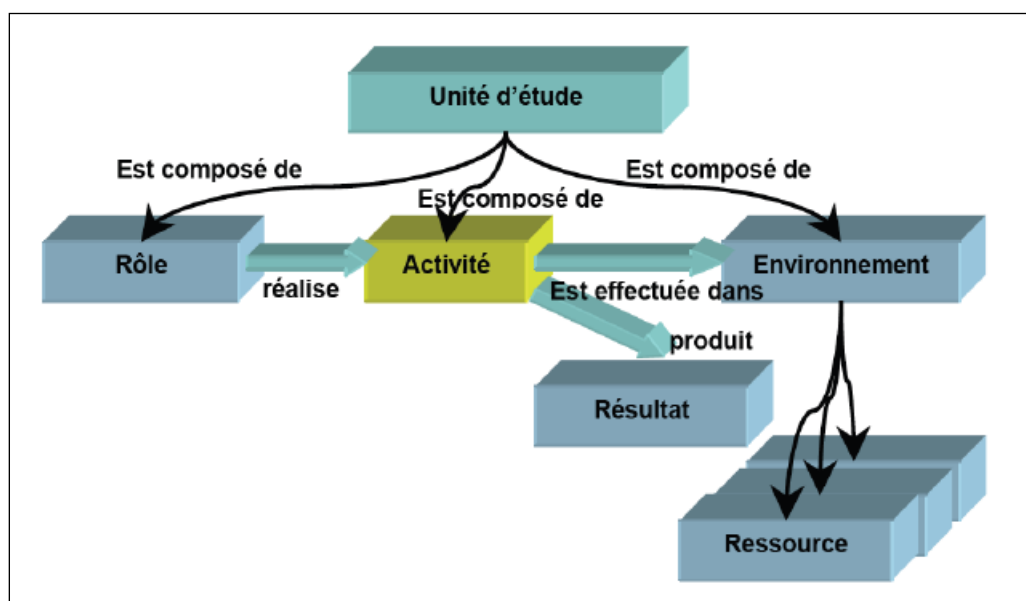 Unité d'étude
Est composé de
Est composé de
Est composé de
Rôle
réalise
Activité
Est effectuée dans
Environnement
produit
Résultat
Ressource